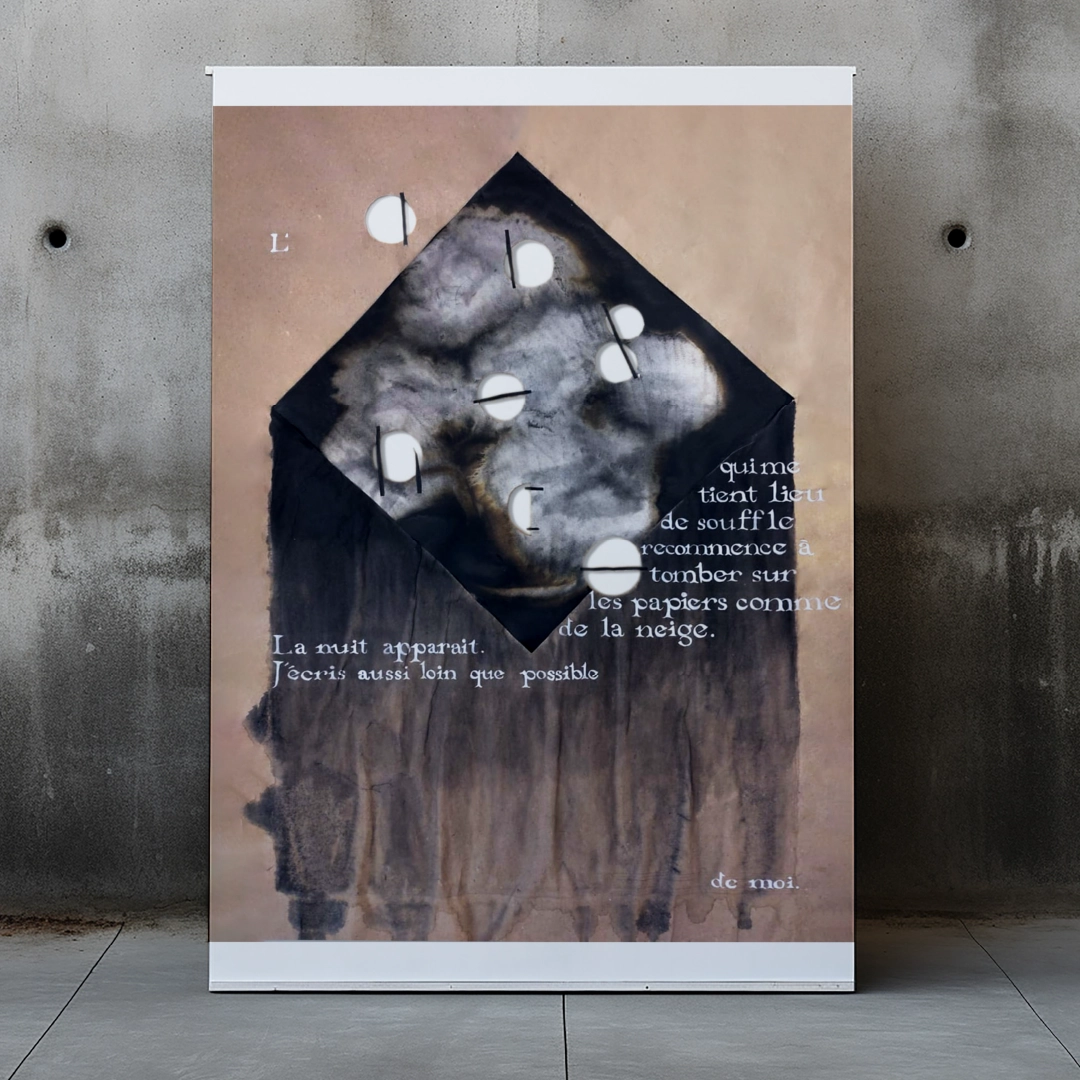 L'
qui me
tient lieu
de souffle
recommence à
tomber sur
les papiers comme
de la neige.
La nuit apparait.
J'écris aussi loin que possible
de moi.